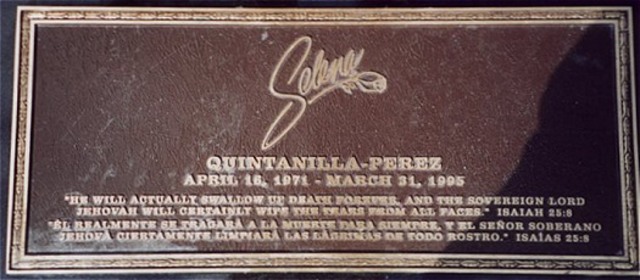 Selena
QUINTANILLA-PEREZ
APRIL 16, 1971 - MARCH 31, 1995
"HE WILL ACTUALLY SWALLOW UP DEATH FOREVER, AND THE SOVEREIGN LORD
JEHOVAH WILL CERTAINLY WIPE THE TEARS FROM ALL FACES." ISAIAH 25:8
"ÉL REALMENTE SE TRAGARÁ A LA MUERTE PARA SIEMPRE, Y EL SEÑOR SOBERANO
JEHOVÁ CIERTAMENTE LIMPIARÁ LAS LÁGRIMAS DE TODO ROSTRO." ISAÍAS 25:8